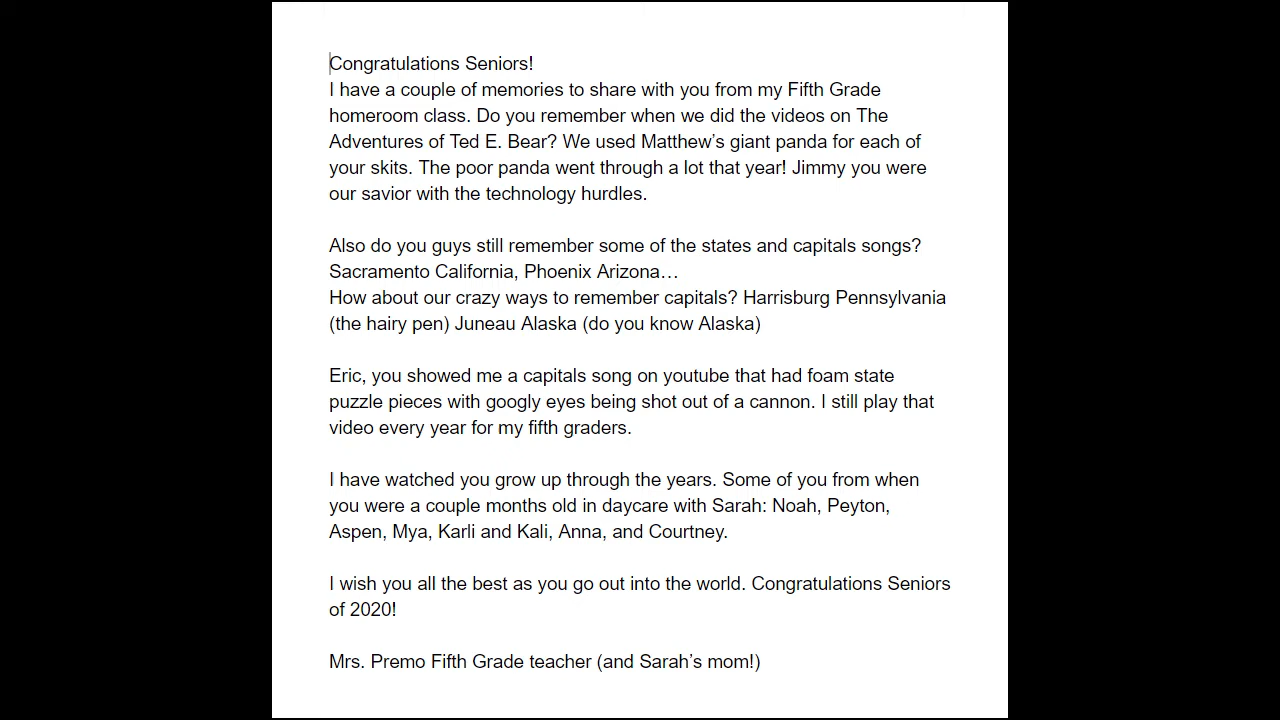 Congratulations Seniors!
I have a couple of memories to share with you from my Fifth Grade
homeroom class. Do you remember when we did the videos on The
Adventures of Ted E. Bear? We used Matthew’s giant panda for each of
your skits. The poor panda went through a lot that year! Jimmy you were
our savior with the technology hurdles.
Also do you guys still remember some of the states and capitals songs?
Sacramento California, Phoenix Arizona…
How about our crazy ways to remember capitals? Harrisburg Pennsylvania
(the hairy pen) Juneau Alaska (do you know Alaska)
Eric, you showed me a capitals song on youtube that had foam state
puzzle pieces with googly eyes being shot out of a cannon. I still play that
video every year for my fifth graders.
I have watched you grow up through the years. Some of you from when
you were a couple months old in daycare with Sarah: Noah, Peyton,
Aspen, Mya, Karli and Kali, Anna, and Courtney.
I wish you all the best as you go out into the world. Congratulations Seniors
of 2020!
Mrs. Premo Fifth Grade teacher (and Sarah’s mom!)